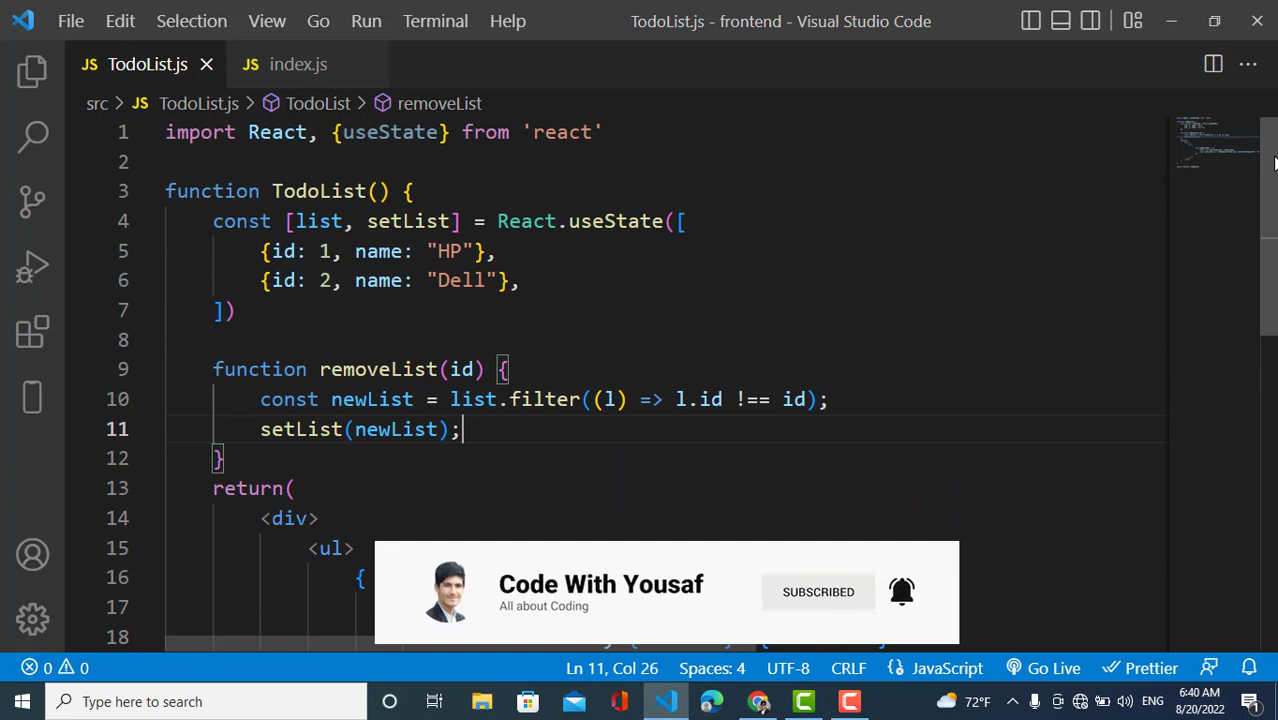 File Edit Selection View Go Run Terminal Help TodoList.js - frontend - Visual Studio Code
JS TodoList.js JS index.js
src > JS TodoList.js > TodoList > removeList
1 import React, {useState} from 'react'
2
3 function TodoList() {
4 const [list, setList] = React.useState([
5 {id: 1, name: "HP"},
6 {id: 2, name: "Dell"},
7 ])
8
9 function removeList(id) {
10 const newList = list.filter((l) => l.id !== id);
11 setList(newList);
12 }
13 return(
14 <div>
15 <ul>
16 {
17
18
Code With Yousaf
All about Coding
SUBSCRIBED
0 0 Ln 11, Col 26 Spaces: 4 UTF-8 CRLF JavaScript Go Live Prettier
Type here to search 72°F ENG 6:40 AM
8/20/2022 1